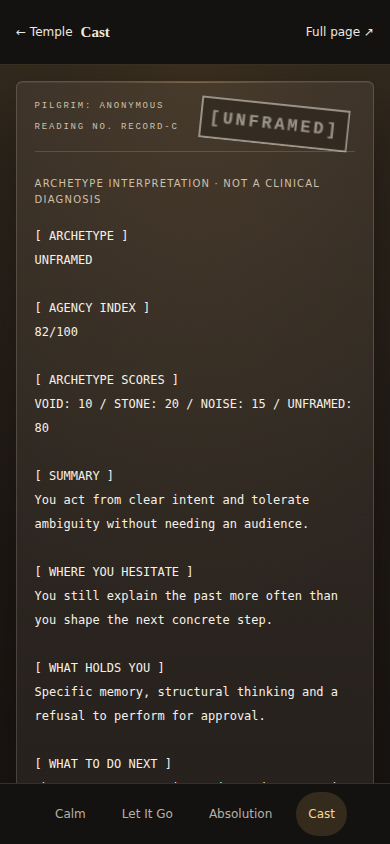 ← Temple Cast Full page ↗
PILGRIM: ANONYMOUS
READING NO. RECORD-C
[UNFRAMED]
ARCHETYPE INTERPRETATION · NOT A CLINICAL
DIAGNOSIS
[ ARCHETYPE ]
UNFRAMED
[ AGENCY INDEX ]
82/100
[ ARCHETYPE SCORES ]
VOID: 10 / STONE: 20 / NOISE: 15 / UNFRAMED:
80
[ SUMMARY ]
You act from clear intent and tolerate
ambiguity without needing an audience.
[ WHERE YOU HESITATE ]
You still explain the past more often than
you shape the next concrete step.
[ WHAT HOLDS YOU ]
Specific memory, structural thinking and a
refusal to perform for approval.
[ WHAT TO DO NEXT ]
Calm Let It Go Absolution Cast